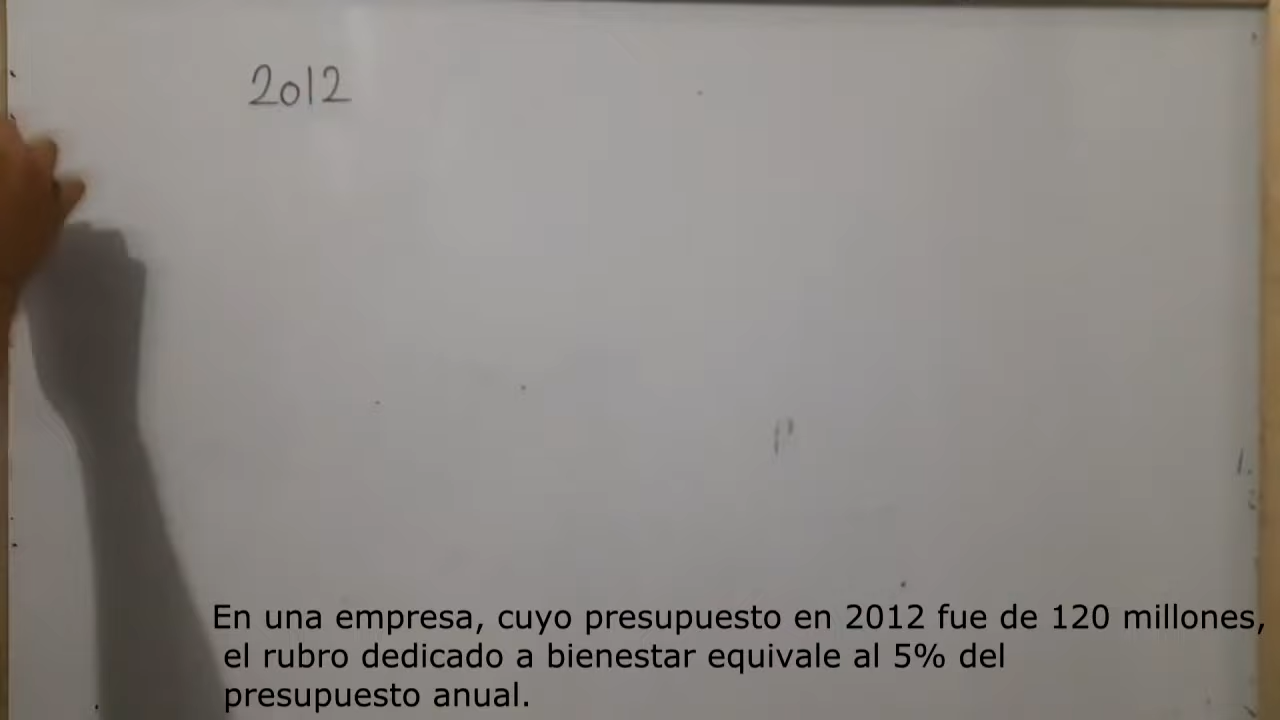 2012
En una empresa, cuyo presupuesto en 2012 fue de 120 millones,
el rubro dedicado a bienestar equivale al 5% del
presupuesto anual.